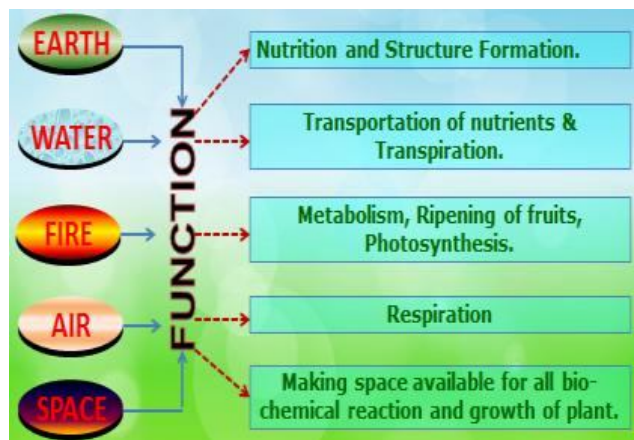 EARTH
Nutrition and Structure Formation.
WATER
Transportation of nutrients &
Transpiration.
FUNCTION
FIRE
Metabolism, Ripening of fruits,
Photosynthesis.
AIR
Respiration
SPACE
Making space available for all bio-
chemical reaction and growth of plant.